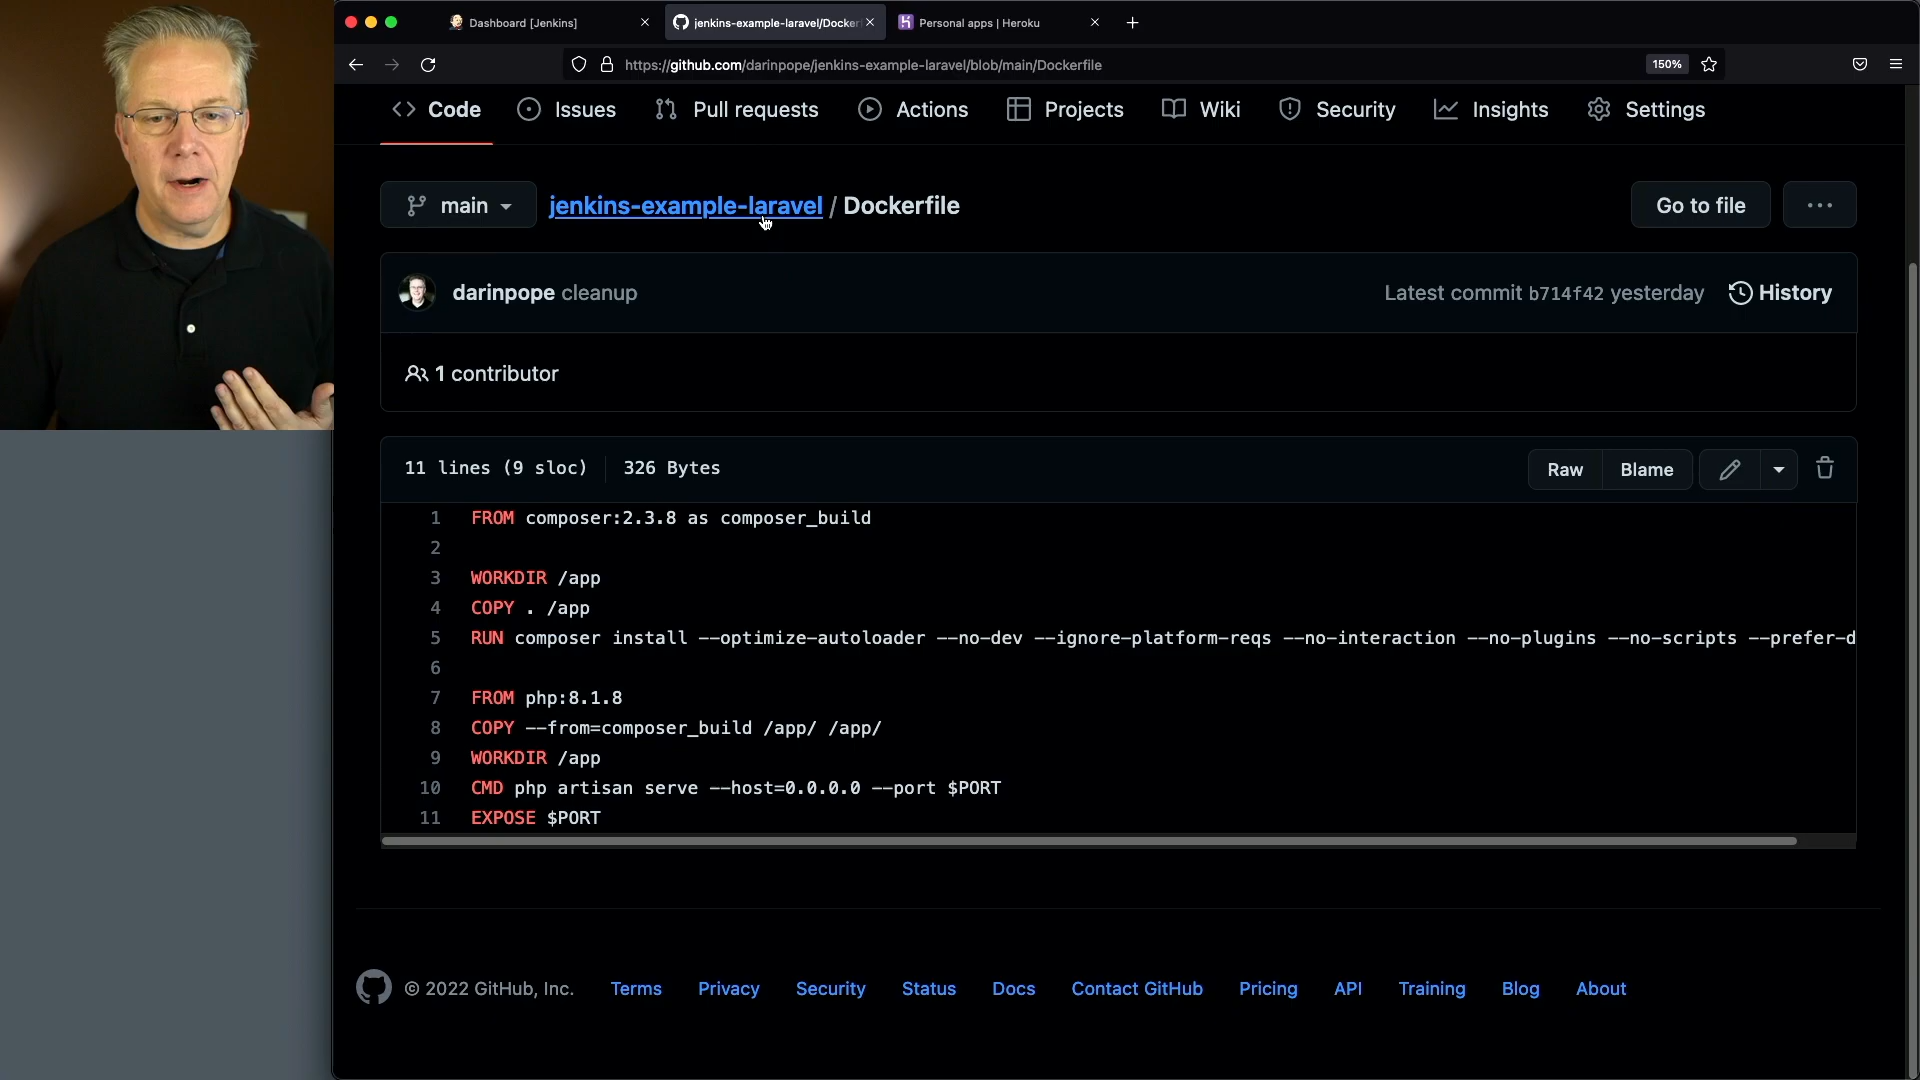 Dashboard [Jenkins]
jenkins-example-laravel/Docker
Personal apps | Heroku
https://github.com/darinpope/jenkins-example-laravel/blob/main/Dockerfile
150%
Code
Issues
Pull requests
Actions
Projects
Wiki
Security
Insights
Settings
main
jenkins-example-laravel / Dockerfile
Go to file
darinpope cleanup
Latest commit b714f42 yesterday
History
1 contributor
11 lines (9 sloc)
326 Bytes
Raw
Blame
1 FROM composer:2.3.8 as composer_build
2
3 WORKDIR /app
4 COPY . /app
5 RUN composer install --optimize-autoloader --no-dev --ignore-platform-reqs --no-interaction --no-plugins --no-scripts --prefer-d
6
7 FROM php:8.1.8
8 COPY --from=composer_build /app/ /app/
9 WORKDIR /app
10 CMD php artisan serve --host=0.0.0.0 --port $PORT
11 EXPOSE $PORT
© 2022 GitHub, Inc.
Terms
Privacy
Security
Status
Docs
Contact GitHub
Pricing
API
Training
Blog
About